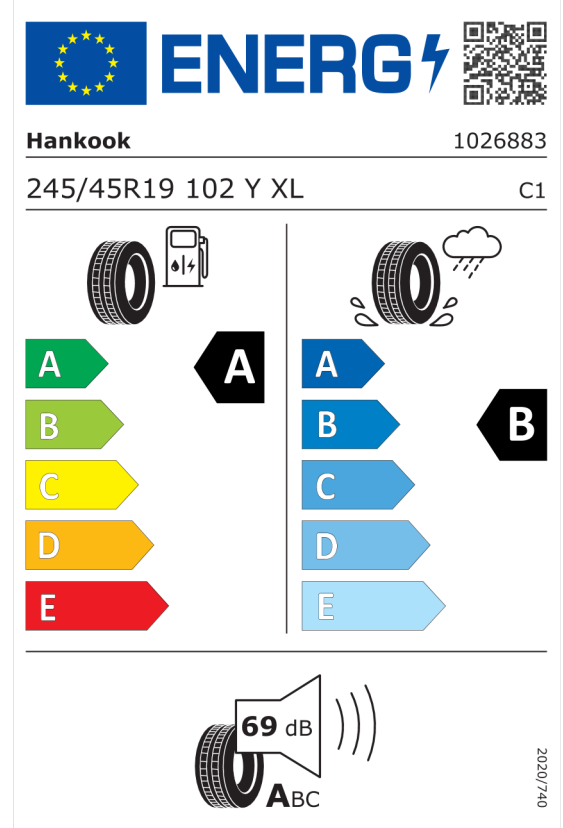 ENERG
Hankook 1026883
245/45R19 102 Y XL C1
A A
B
C
D
E
A
B B
C
D
E
69 dB
ABC
2020/740